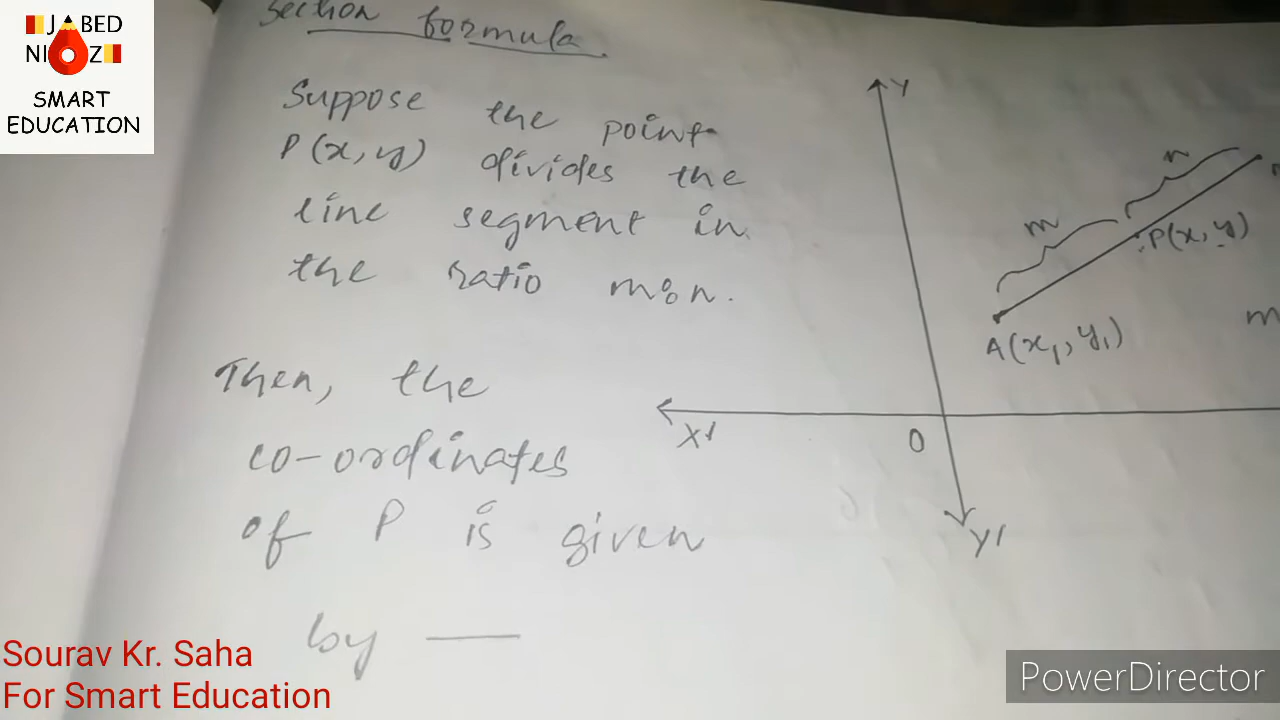 JABED
NIOZ
SMART
EDUCATION
Section formula
Suppose the point
P(x, y) divides the
line segment in
the ratio m:n.
Then, the
co-ordinates
of P is given
by —
Y
n
m
P(x, y)
A(x₁, y₁)
m
X'
O
Y'
Sourav Kr. Saha
For Smart Education
PowerDirector